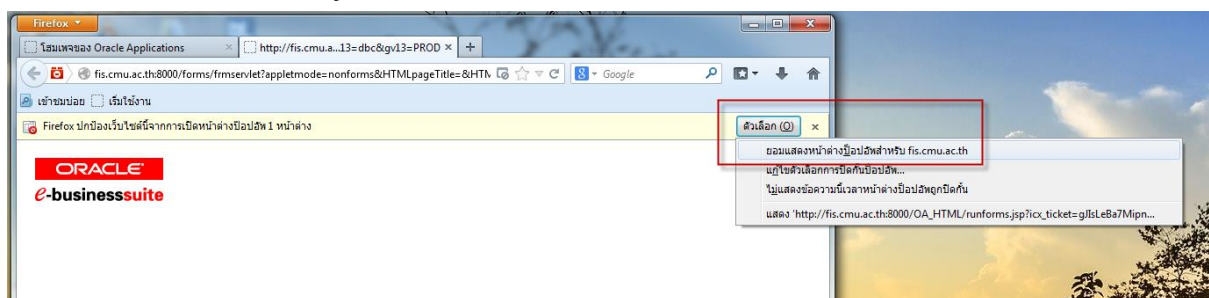 Firefox
โฮมเพจของ Oracle Applications
http://fis.cmu.a...13=dbc&gv13=PROD
fis.cmu.ac.th:8000/forms/frmservlet?appletmode=nonforms&HTMLpageTitle=&HTM
Google
เข้าชมบ่อย เริ่มใช้งาน
Firefox ปกป้องเว็บไซต์นี้จากการเปิดหน้าต่างป๊อปอัพ 1 หน้าต่าง
ตัวเลือก (O)
ยอมแสดงหน้าต่างป๊อปอัพสำหรับ fis.cmu.ac.th
แก้ไขตัวเลือกการปิดกั้นป๊อปอัพ...
ไม่แสดงข้อความนี้เวลาหน้าต่างป๊อปอัพถูกปิดกั้น
แสดง 'http://fis.cmu.ac.th:8000/OA_HTML/runforms.jsp?icx_ticket=gJIsLeBa7Mipn...
ORACLE
e-businesssuite